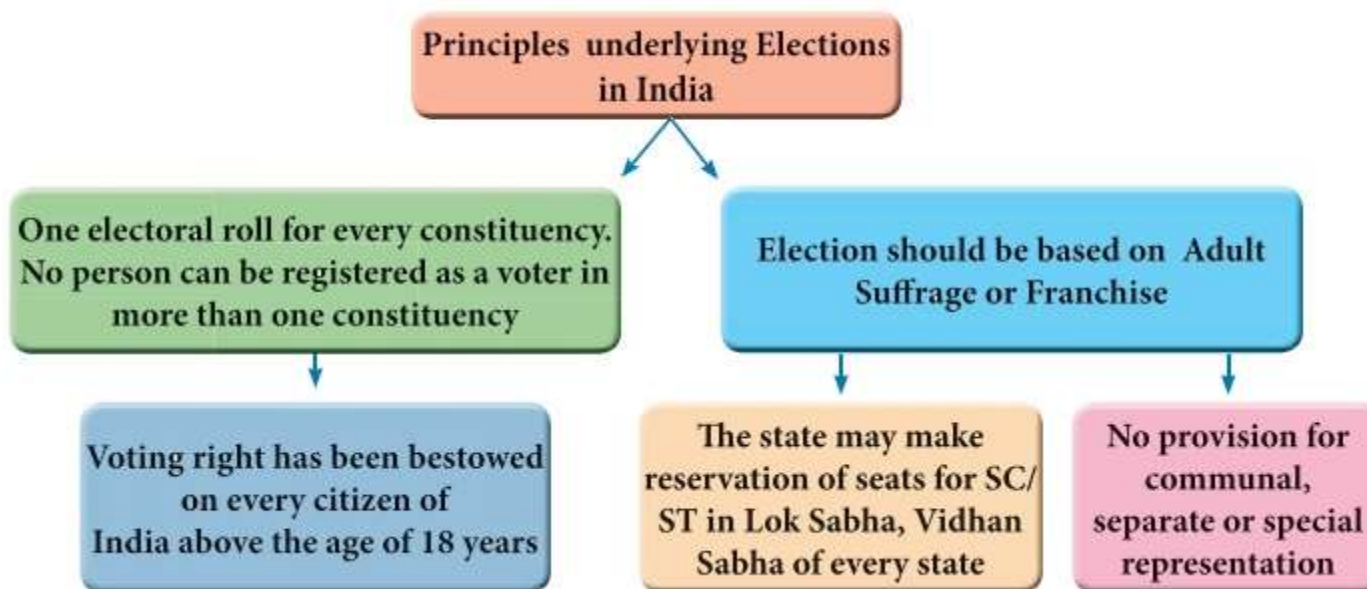 Principles underlying Elections
in India
One electoral roll for every constituency.
No person can be registered as a voter in
more than one constituency
Election should be based on Adult
Suffrage or Franchise
Voting right has been bestowed
on every citizen of
India above the age of 18 years
The state may make
reservation of seats for SC/
ST in Lok Sabha, Vidhan
Sabha of every state
No provision for
communal,
separate or special
representation